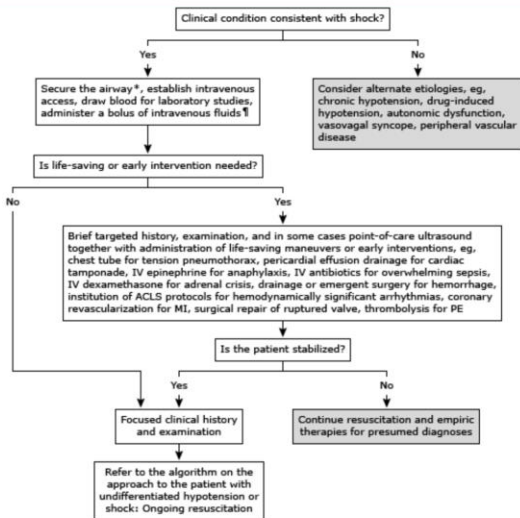 Clinical condition consistent with shock?
Yes
No
Secure the airway*, establish intravenous
access, draw blood for laboratory studies,
administer a bolus of intravenous fluids¶
Consider alternate etiologies, eg,
chronic hypotension, drug-induced
hypotension, autonomic dysfunction,
vasovagal syncope, peripheral vascular
disease
Is life-saving or early intervention needed?
No
Yes
Brief targeted history, examination, and in some cases point-of-care ultrasound
together with administration of life-saving maneuvers or early interventions, eg,
chest tube for tension pneumothorax, pericardial effusion drainage for cardiac
tamponade, IV epinephrine for anaphylaxis, IV antibiotics for overwhelming sepsis,
IV dexamethasone for adrenal crisis, drainage or emergent surgery for hemorrhage,
institution of ACLS protocols for hemodynamically significant arrhythmias, coronary
revascularization for MI, surgical repair of ruptured valve, thrombolysis for PE
Is the patient stabilized?
Yes
No
Focused clinical history
and examination
Continue resuscitation and empiric
therapies for presumed diagnoses
Refer to the algorithm on the
approach to the patient with
undifferentiated hypotension or
shock: Ongoing resuscitation